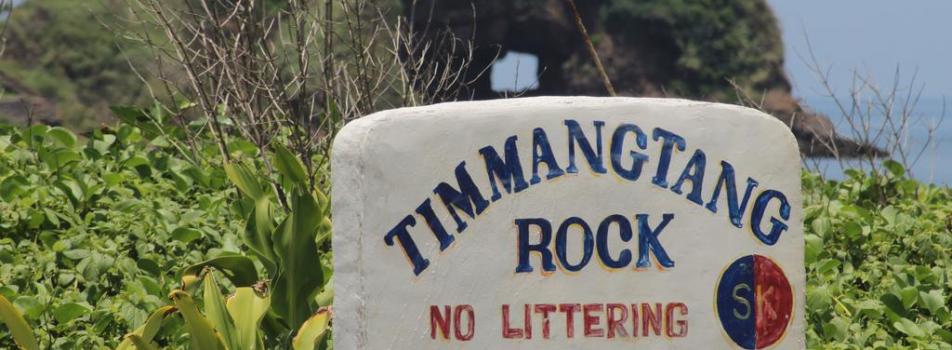 TIMMANGTANG
ROCK
NO LITTERING
SK